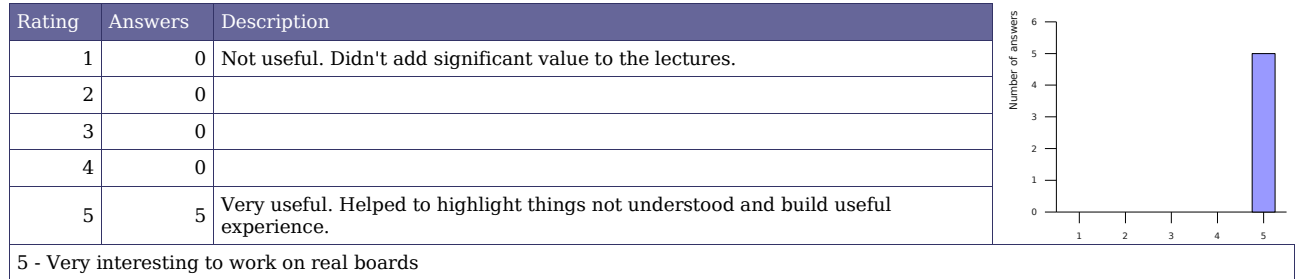 Rating Answers Description
1 0 Not useful. Didn't add significant value to the lectures.
2 0
3 0
4 0
5 5 Very useful. Helped to highlight things not understood and build useful
experience.
5 - Very interesting to work on real boards
Number of answers
6
5
4
3
2
1
0
1 2 3 4 5